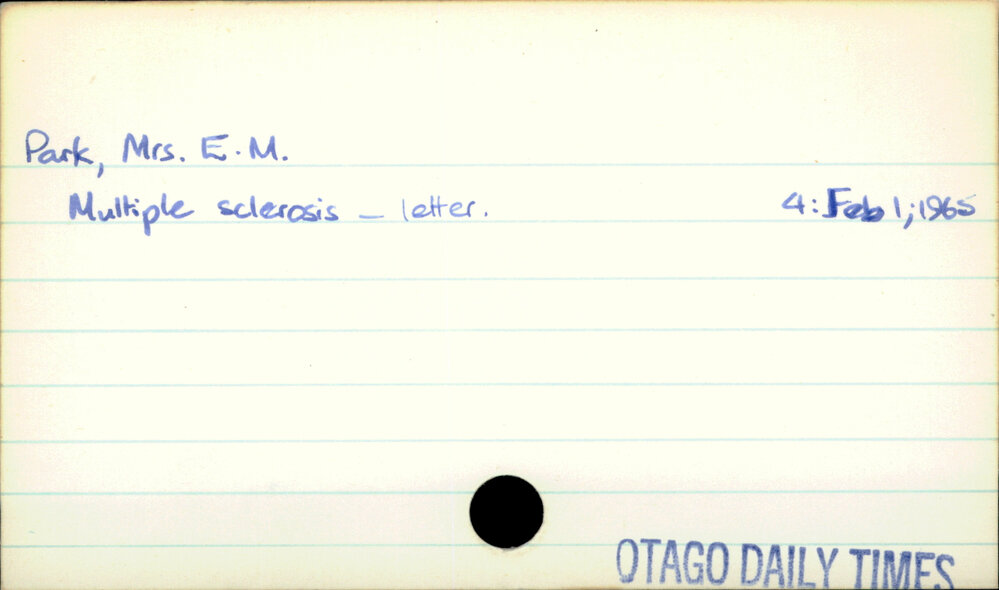 Park, Mrs. E.M.
Multiple sclerosis – letter. 4: Feb 1; 1965
OTAGO DAILY TIMES